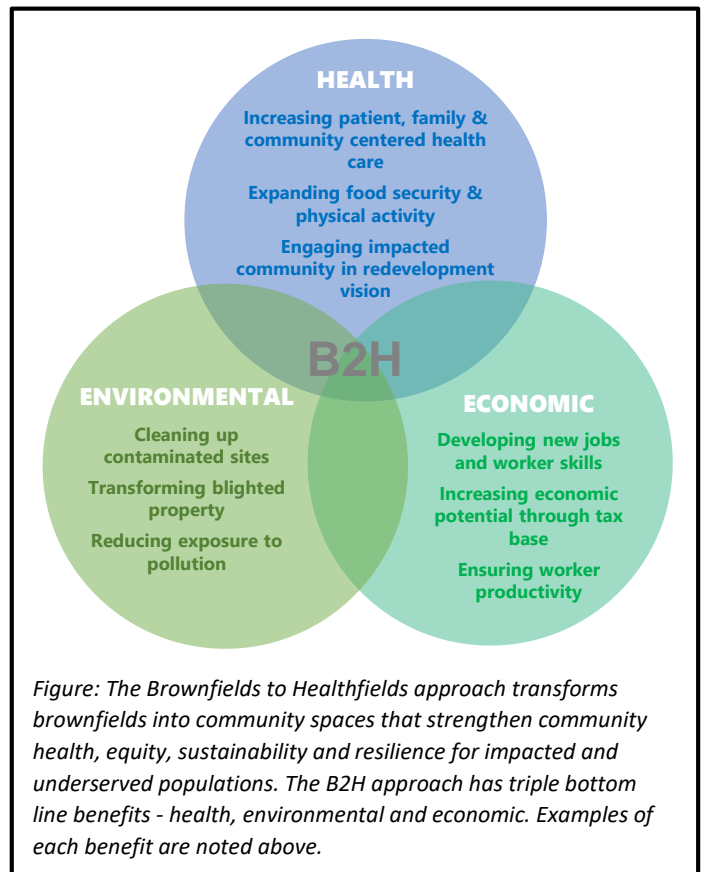 HEALTH
Increasing patient, family &
community centered health
care
Expanding food security &
physical activity
Engaging impacted
community in redevelopment
vision
B2H
ENVIRONMENTAL
Cleaning up
contaminated sites
Transforming blighted
property
Reducing exposure to
pollution
ECONOMIC
Developing new jobs
and worker skills
Increasing economic
potential through tax
base
Ensuring worker
productivity
Figure: The Brownfields to Healthfields approach transforms
brownfields into community spaces that strengthen community
health, equity, sustainability and resilience for impacted and
underserved populations. The B2H approach has triple bottom
line benefits - health, environmental and economic. Examples of
each benefit are noted above.